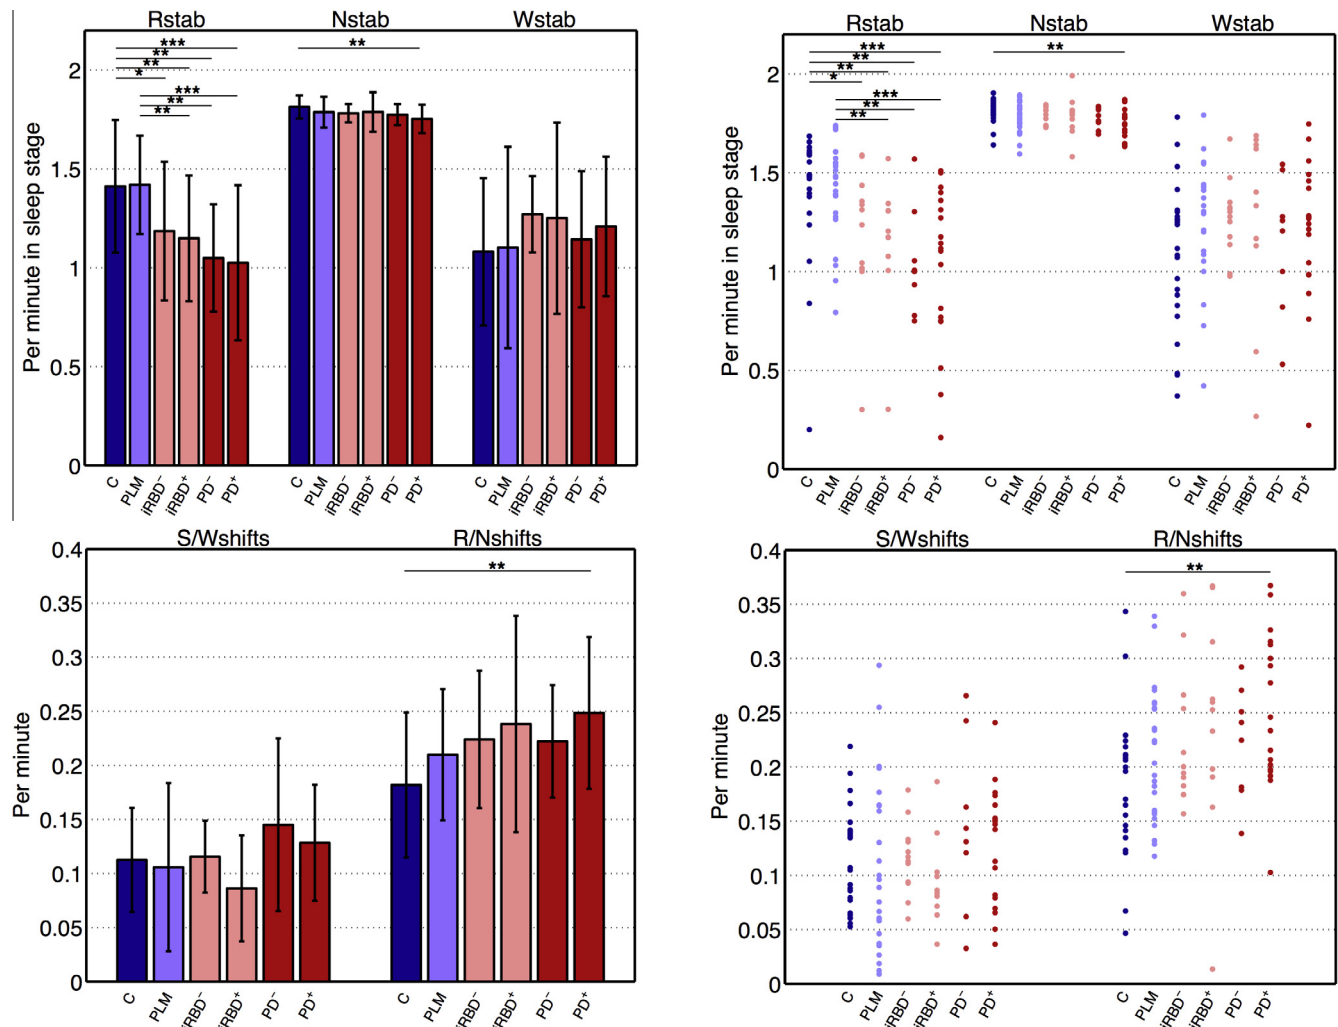 Rstab Nstab Wstab
*** ** ** * *** ** ** **
Per minute in sleep stage
2
1.5
1
0.5
0
C PLM iRBD⁻ iRBD⁺ PD⁻ PD⁺ C PLM iRBD⁻ iRBD⁺ PD⁻ PD⁺ C PLM iRBD⁻ iRBD⁺ PD⁻ PD⁺
Rstab Nstab Wstab
*** ** ** * *** ** ** **
Per minute in sleep stage
2
1.5
1
0.5
0
C PLM iRBD⁻ iRBD⁺ PD⁻ PD⁺ C PLM iRBD⁻ iRBD⁺ PD⁻ PD⁺ C PLM iRBD⁻ iRBD⁺ PD⁻ PD⁺
S/Wshifts R/Nshifts
**
Per minute
0.4
0.35
0.3
0.25
0.2
0.15
0.1
0.05
0
C PLM iRBD⁻ iRBD⁺ PD⁻ PD⁺ C PLM iRBD⁻ iRBD⁺ PD⁻ PD⁺
S/Wshifts R/Nshifts
**
Per minute
0.4
0.35
0.3
0.25
0.2
0.15
0.1
0.05
0
C PLM iRBD⁻ iRBD⁺ PD⁻ PD⁺ C PLM iRBD⁻ iRBD⁺ PD⁻ PD⁺